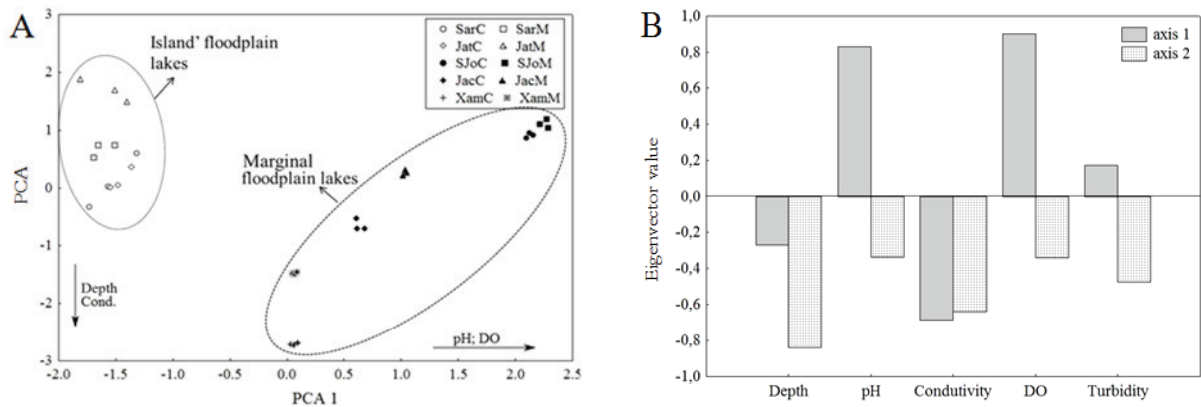 A
Island' floodplain
lakes
SarC SarM
JatC JatM
SJoC SJoM
JacC JacM
XamC XamM
Marginal
floodplain lakes
Depth
Cond.
pH; DO
3
2
1
0
-1
-2
-3
PCA
-2.0 -1.5 -1.0 -0.5 0.0 0.5 1.0 1.5 2.0 2.5
PCA 1
B
axis 1
axis 2
1,0
0,8
0,6
0,4
0,2
0,0
-0,2
-0,4
-0,6
-0,8
-1,0
Eigenvector value
Depth pH Condutivity DO Turbidity